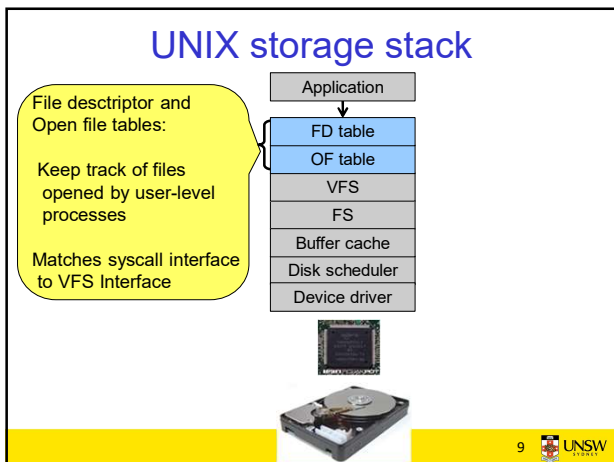 UNIX storage stack
File desctriptor and
Open file tables:
Keep track of files
opened by user-level
processes
Matches syscall interface
to VFS Interface
Application
FD table
OF table
VFS
FS
Buffer cache
Disk scheduler
Device driver
9
UNSW
SYDNEY